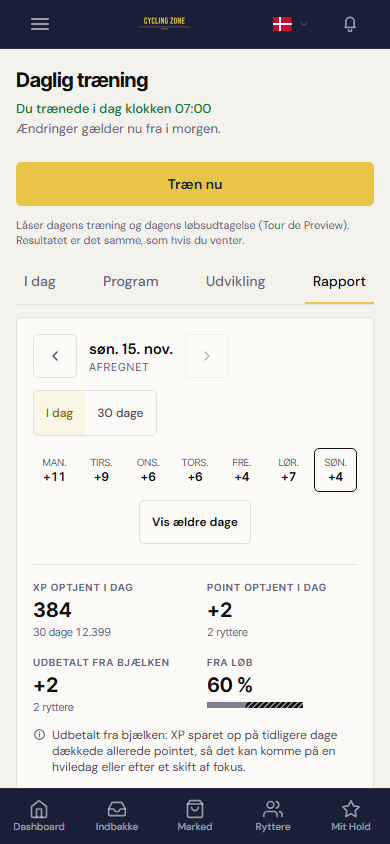 CYCLING ZONE
Daglig træning
Du trænede i dag klokken 07:00
Ændringer gælder nu fra i morgen.
Træn nu
Låser dagens træning og dagens løbsudtagelse (Tour de Preview).
Resultatet er det samme, som hvis du venter.
I dag Program Udvikling Rapport
søn. 15. nov.
AFREGNET
I dag 30 dage
MAN. TIRS. ONS. TORS. FRE. LØR. SØN.
+11 +9 +6 +6 +4 +7 +4
Vis ældre dage
XP OPTJENT I DAG POINT OPTJENT I DAG
384 +2
30 dage 12.399 2 ryttere
UDBETALT FRA BJÆLKEN FRA LØB
+2 60 %
2 ryttere
Udbetalt fra bjælken: XP sparet op på tidligere dage
dækkede allerede pointet, så det kan komme på en
hviledag eller efter et skift af fokus.
Dashboard Indbakke Marked Ryttere Mit Hold